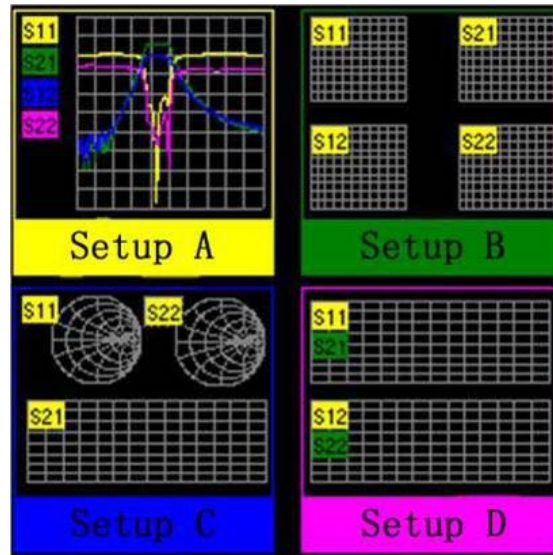 S11
S21
S12
S22
Setup A
S11 S21
S12 S22
Setup B
S11 S22
S21
Setup C
S11
S21
S12
S22
Setup D